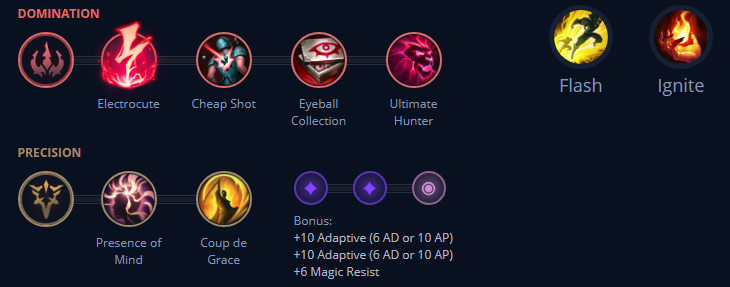 DOMINATION
Electrocute
Cheap Shot
Eyeball
Collection
Ultimate
Hunter
Flash
Ignite
PRECISION
Presence of
Mind
Coup de
Grace
Bonus:
+10 Adaptive (6 AD or 10 AP)
+10 Adaptive (6 AD or 10 AP)
+6 Magic Resist